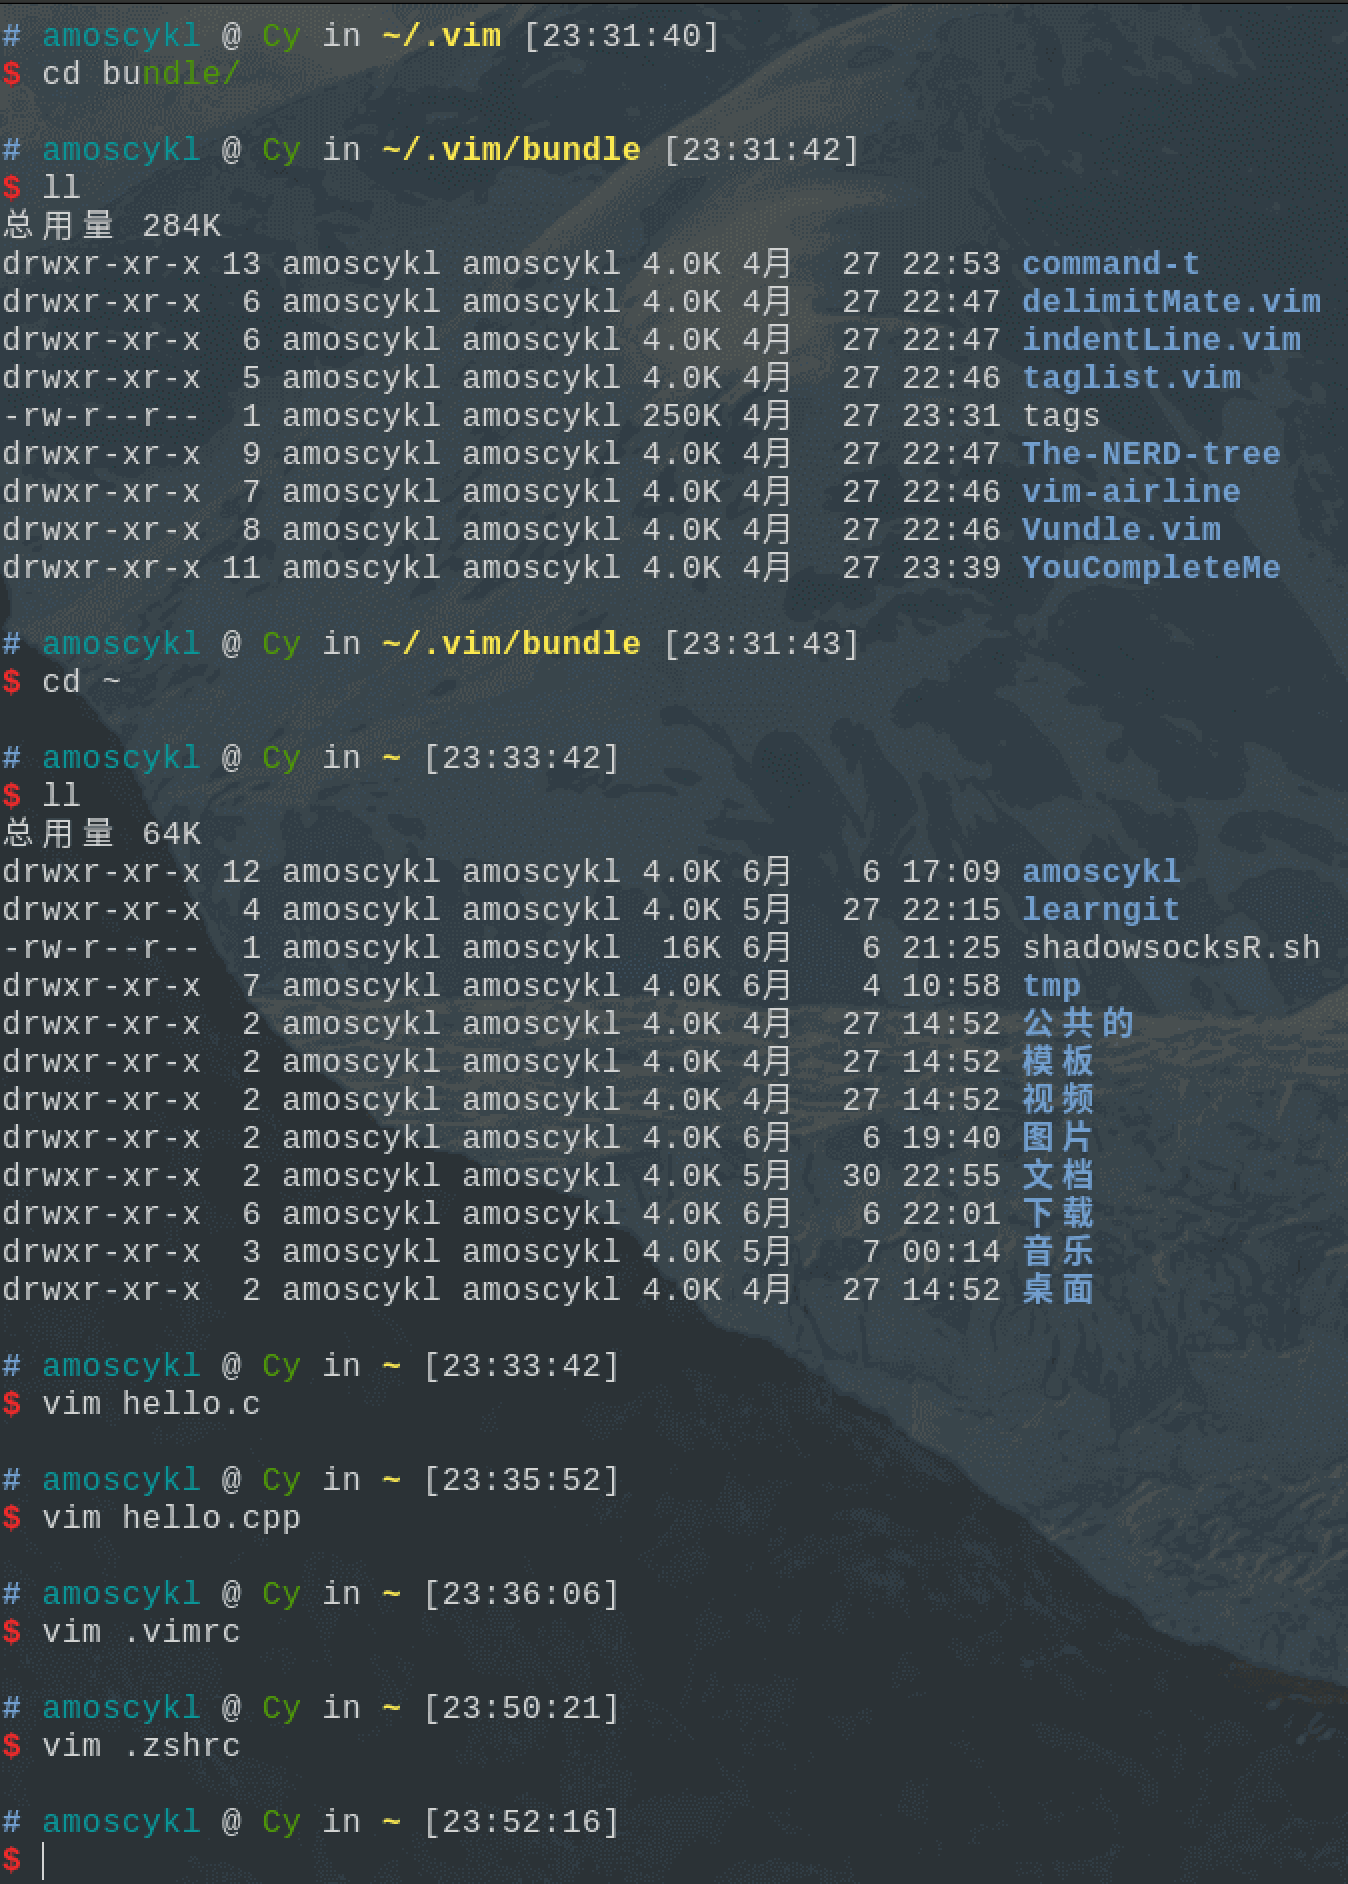 # amoscykl @ Cy in ~/.vim [23:31:40]
$ cd bundle/
# amoscykl @ Cy in ~/.vim/bundle [23:31:42]
$ ll
总用量 284K
drwxr-xr-x 13 amoscykl amoscykl 4.0K 4月   27 22:53 command-t
drwxr-xr-x  6 amoscykl amoscykl 4.0K 4月   27 22:47 delimitMate.vim
drwxr-xr-x  6 amoscykl amoscykl 4.0K 4月   27 22:47 indentLine.vim
drwxr-xr-x  5 amoscykl amoscykl 4.0K 4月   27 22:46 taglist.vim
-rw-r--r--  1 amoscykl amoscykl 250K 4月   27 23:31 tags
drwxr-xr-x  9 amoscykl amoscykl 4.0K 4月   27 22:47 The-NERD-tree
drwxr-xr-x  7 amoscykl amoscykl 4.0K 4月   27 22:46 vim-airline
drwxr-xr-x  8 amoscykl amoscykl 4.0K 4月   27 22:46 Vundle.vim
drwxr-xr-x 11 amoscykl amoscykl 4.0K 4月   27 23:39 YouCompleteMe
# amoscykl @ Cy in ~/.vim/bundle [23:31:43]
$ cd ~
# amoscykl @ Cy in ~ [23:33:42]
$ ll
总用量 64K
drwxr-xr-x 12 amoscykl amoscykl 4.0K 6月    6 17:09 amoscykl
drwxr-xr-x  4 amoscykl amoscykl 4.0K 5月   27 22:15 learngit
-rw-r--r--  1 amoscykl amoscykl  16K 6月    6 21:25 shadowsocksR.sh
drwxr-xr-x  7 amoscykl amoscykl 4.0K 6月    4 10:58 tmp
drwxr-xr-x  2 amoscykl amoscykl 4.0K 4月   27 14:52 公共的
drwxr-xr-x  2 amoscykl amoscykl 4.0K 4月   27 14:52 模板
drwxr-xr-x  2 amoscykl amoscykl 4.0K 4月   27 14:52 视频
drwxr-xr-x  2 amoscykl amoscykl 4.0K 6月    6 19:40 图片
drwxr-xr-x  2 amoscykl amoscykl 4.0K 5月   30 22:55 文档
drwxr-xr-x  6 amoscykl amoscykl 4.0K 6月    6 22:01 下载
drwxr-xr-x  3 amoscykl amoscykl 4.0K 5月    7 00:14 音乐
drwxr-xr-x  2 amoscykl amoscykl 4.0K 4月   27 14:52 桌面
# amoscykl @ Cy in ~ [23:33:42]
$ vim hello.c
# amoscykl @ Cy in ~ [23:35:52]
$ vim hello.cpp
# amoscykl @ Cy in ~ [23:36:06]
$ vim .vimrc
# amoscykl @ Cy in ~ [23:50:21]
$ vim .zshrc
# amoscykl @ Cy in ~ [23:52:16]
$